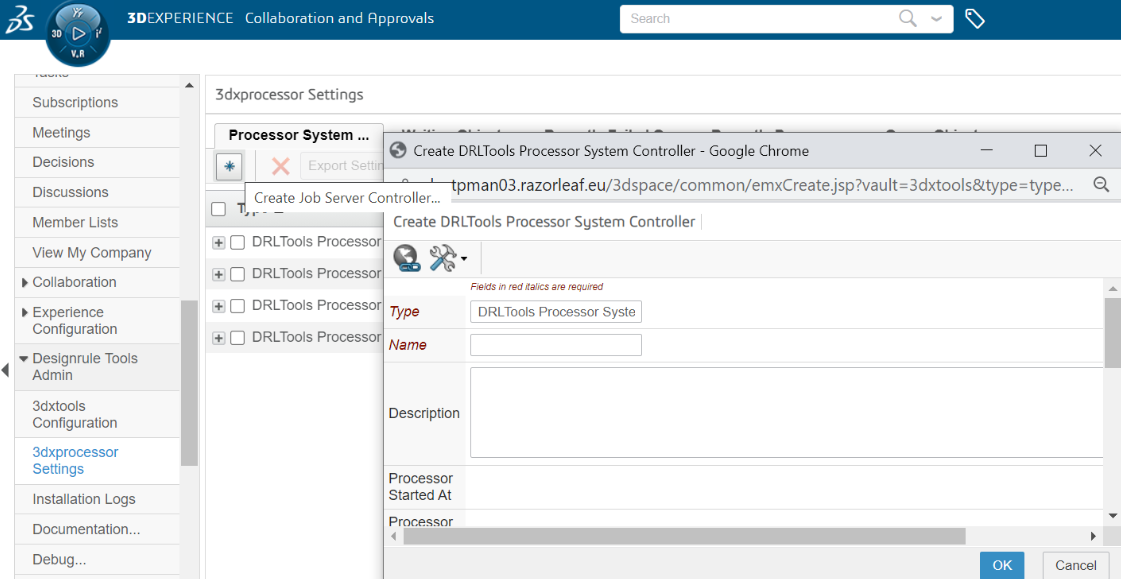 3DEXPERIENCE Collaboration and Approvals
Search
3D
V.R
Tasks
Subscriptions
Meetings
Decisions
Discussions
Member Lists
View My Company
Collaboration
Experience
Configuration
Designrule Tools
Admin
3dxtools
Configuration
3dxprocessor
Settings
Installation Logs
Documentation...
Debug...
3dxprocessor Settings
Processor System ...
Export Settin
Create Job Server Controller...
DRLTools Processor
DRLTools Processor
DRLTools Processor
DRLTools Processor
Create DRLTools Processor System Controller - Google Chrome
tpman03.razorleaf.eu/3dspace/common/emxCreate.jsp?vault=3dxtools&type=type...
Create DRLTools Processor System Controller
Fields in red italics are required
Type
DRLTools Processor Syste
Name
Description
Processor
Started At
Processor
OK
Cancel